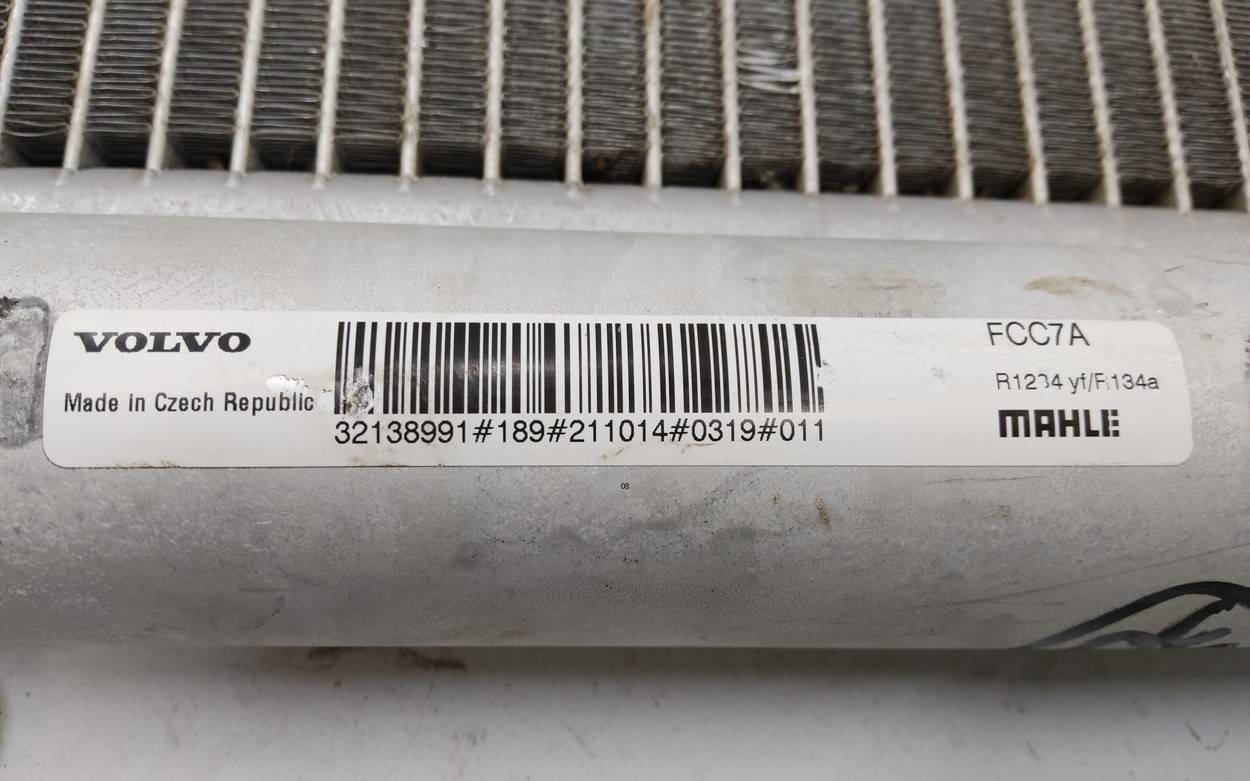 VOLVO
Made in Czech Republic
32138991#189#211014#0319#011
FCC7A
R1234 yf/R134a
MAHLE
08